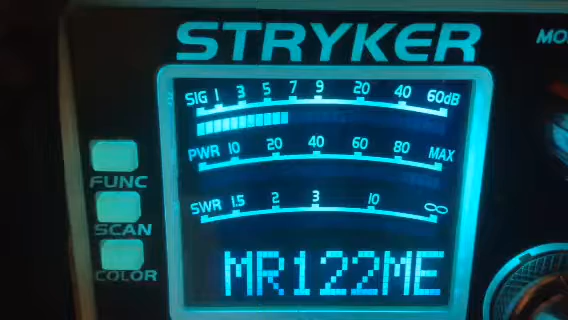 STRYKER
SIG 1 3 5 7 9 20 40 60dB
PWR 10 20 40 60 80 MAX
FUNC
SWR 1.5 2 3 10 ∞
SCAN
COLOR
MR122ME